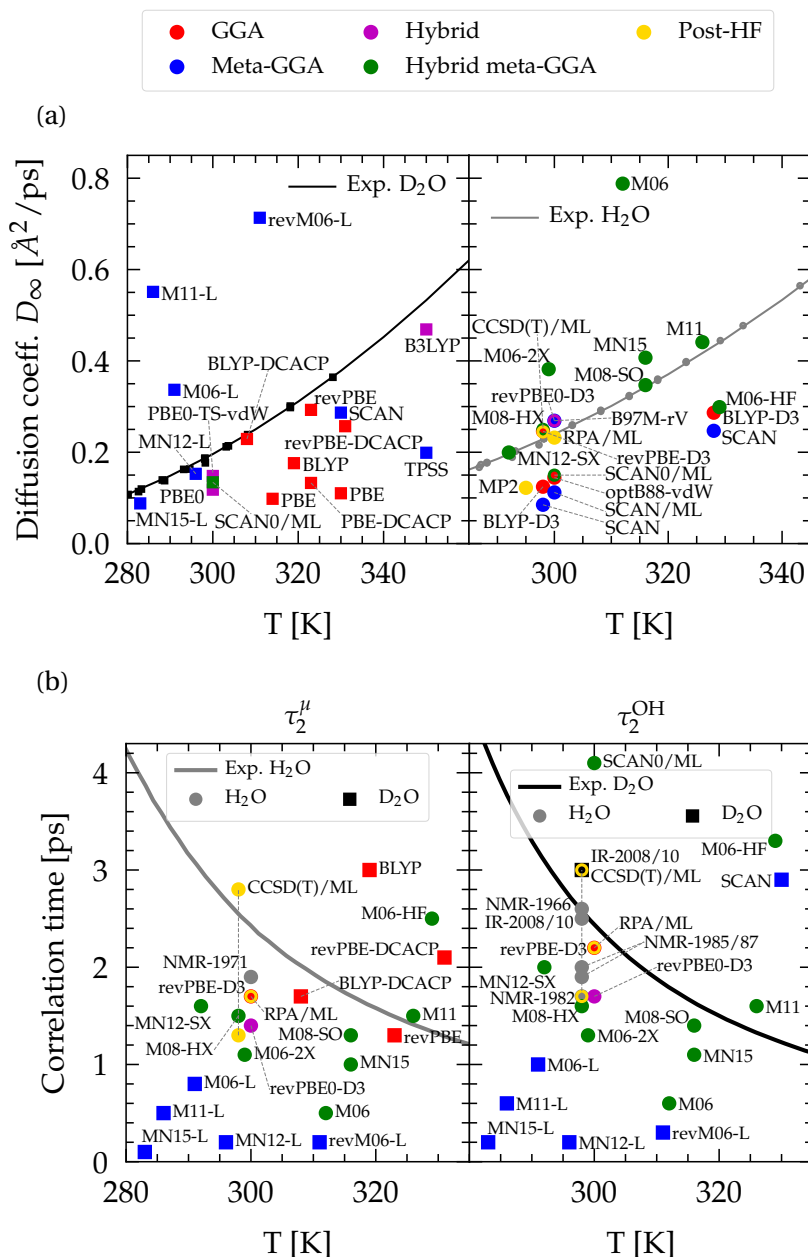 GGA
Hybrid
Post-HF
Meta-GGA
Hybrid meta-GGA
(a)
Diffusion coeff. D∞ [Å²/ps]
0.8
0.6
0.4
0.2
0.0
Exp. D₂O
revM06-L
M11-L
B3LYP
BLYP-DCACP
M06-L
revPBE
SCAN
PBE0-TS-vdW
revPBE-DCACP
MN12-L
BLYP
TPSS
PBE0
PBE
PBE
MN15-L
SCAN0/ML
PBE-DCACP
280
300
320
340
T [K]
M06
Exp. H₂O
CCSD(T)/ML
M11
MN15
M06-2X
M08-SO
revPBE0-D3
M06-HF
M08-HX
B97M-rV
BLYP-D3
RPA/ML
SCAN
revPBE-D3
MN12-SX
SCAN0/ML
MP2
optB88-vdW
SCAN/ML
BLYP-D3
SCAN
300
320
340
T [K]
(b)
τ₂^μ
τ₂^OH
Correlation time [ps]
4
3
2
1
0
Exp. H₂O
H₂O
D₂O
BLYP
CCSD(T)/ML
M06-HF
revPBE-DCACP
NMR-1971
revPBE-D3
BLYP-DCACP
RPA/ML
M11
MN12-SX
M08-SO
revPBE
M08-HX
M06-2X
MN15
revPBE0-D3
M06-L
M11-L
M06
MN15-L
MN12-L
revM06-L
280
300
320
T [K]
SCAN0/ML
Exp. D₂O
H₂O
D₂O
M06-HF
IR-2008/10
CCSD(T)/ML
SCAN
NMR-1966
IR-2008/10
RPA/ML
revPBE-D3
NMR-1985/87
MN12-SX
revPBE0-D3
NMR-1982
M08-HX
M08-SO
M11
M06-2X
MN15
M06-L
M11-L
M06
MN15-L
MN12-L
revM06-L
300
320
T [K]